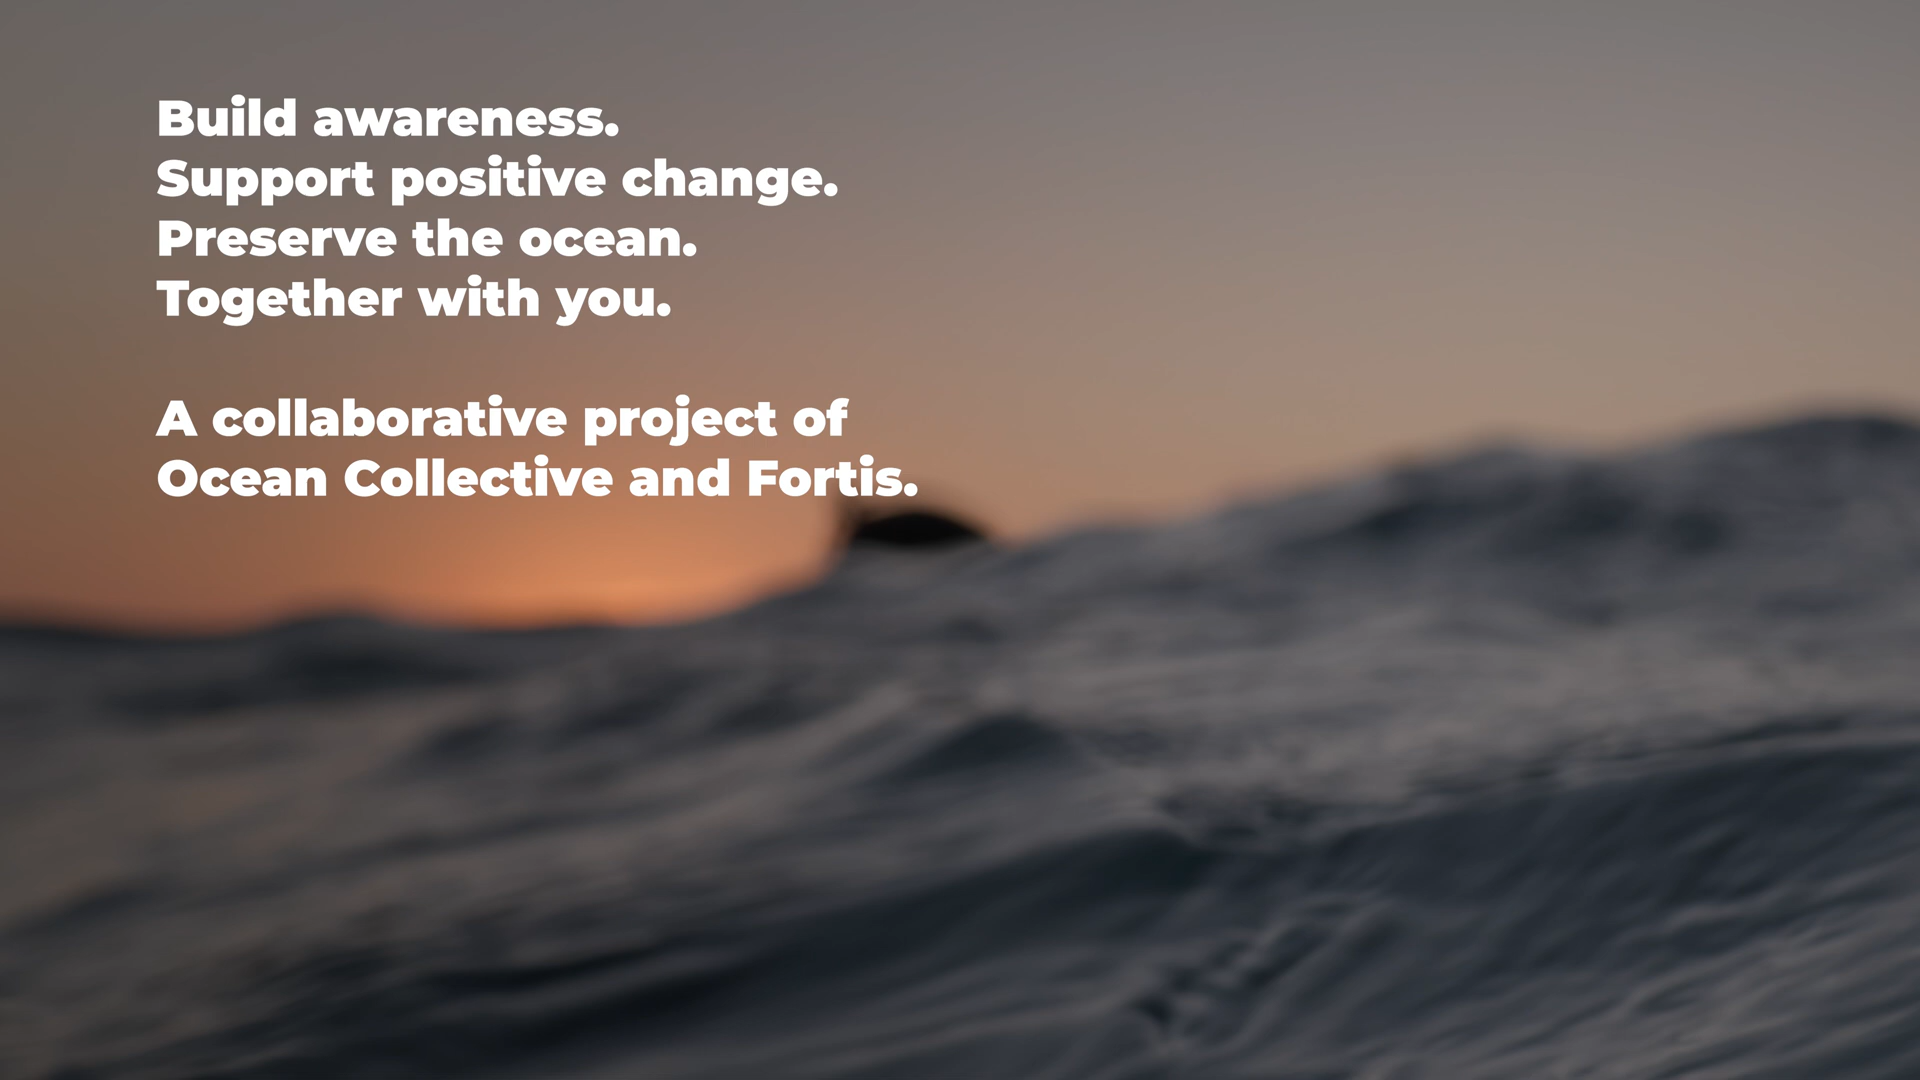 Build awareness.
Support positive change.
Preserve the ocean.
Together with you.
A collaborative project of
Ocean Collective and Fortis.